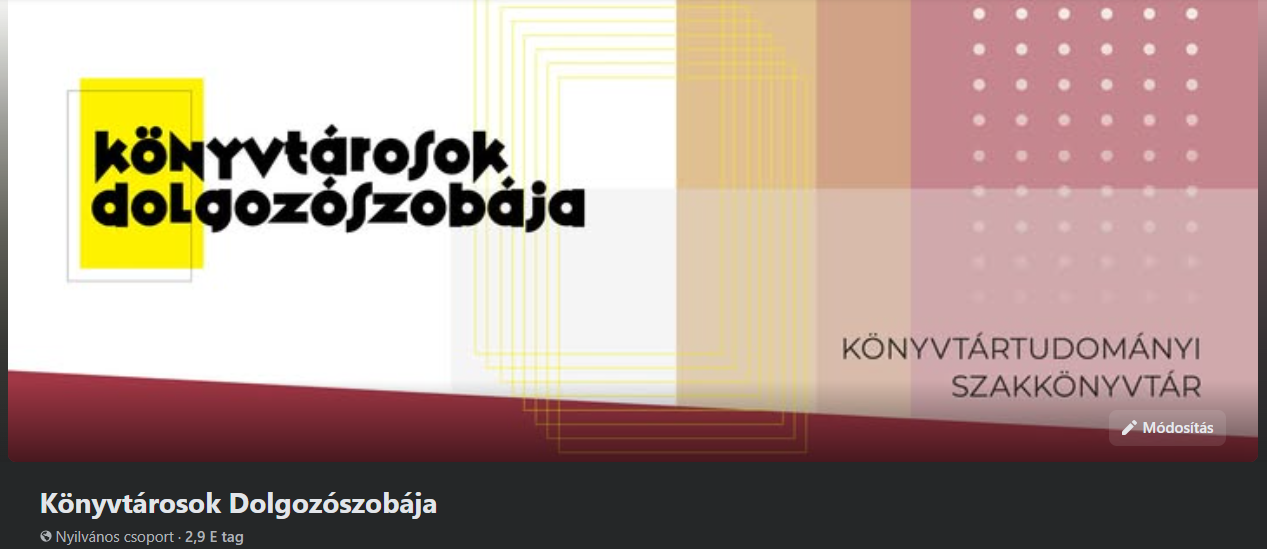 könyvtárosok
dolgozószobája
KÖNYVTÁRTUDOMÁNYI
SZAKKÖNYVTÁR
Módosítás
Könyvtárosok Dolgozószobája
Nyilvános csoport · 2,9 E tag